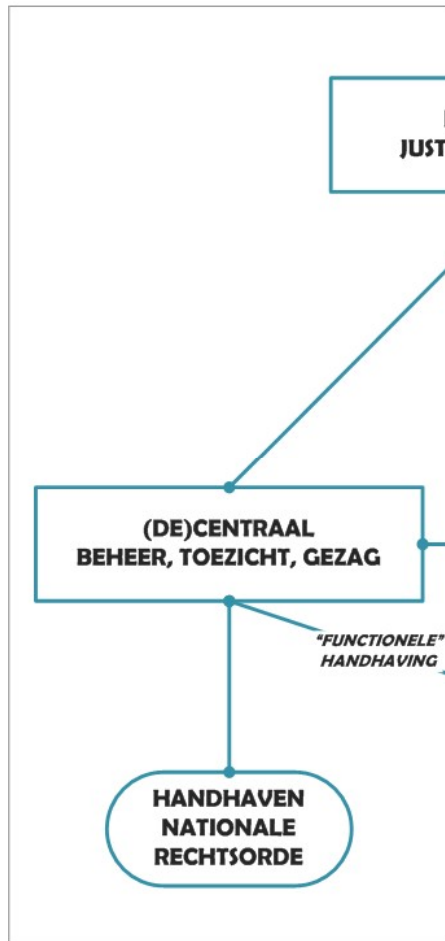 JUST
(DE)CENTRAAL
BEHEER, TOEZICHT, GEZAG
"FUNCTIONELE"
HANDHAVING
HANDHAVEN
NATIONALE
RECHTSORDE